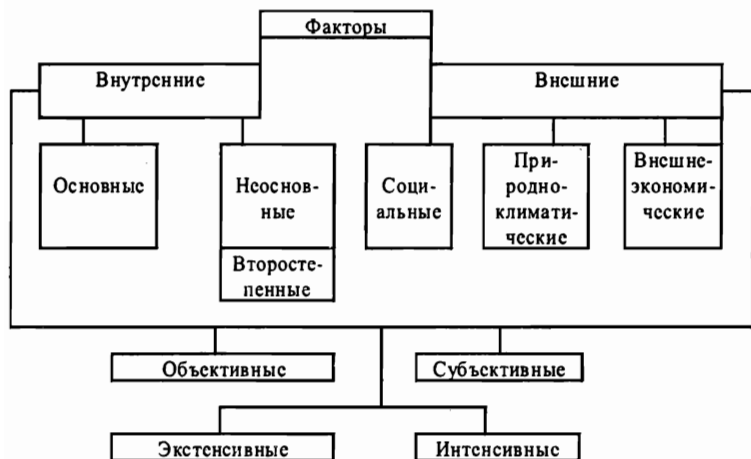 Факторы
Внутренние
Внешние
Основные
Неоснов-
ные
Второсте-
пенные
Соци-
альные
При-
родно-
климати-
ческие
Внешне-
экономи-
ческие
Объективные
Субъективные
Экстенсивные
Интенсивные